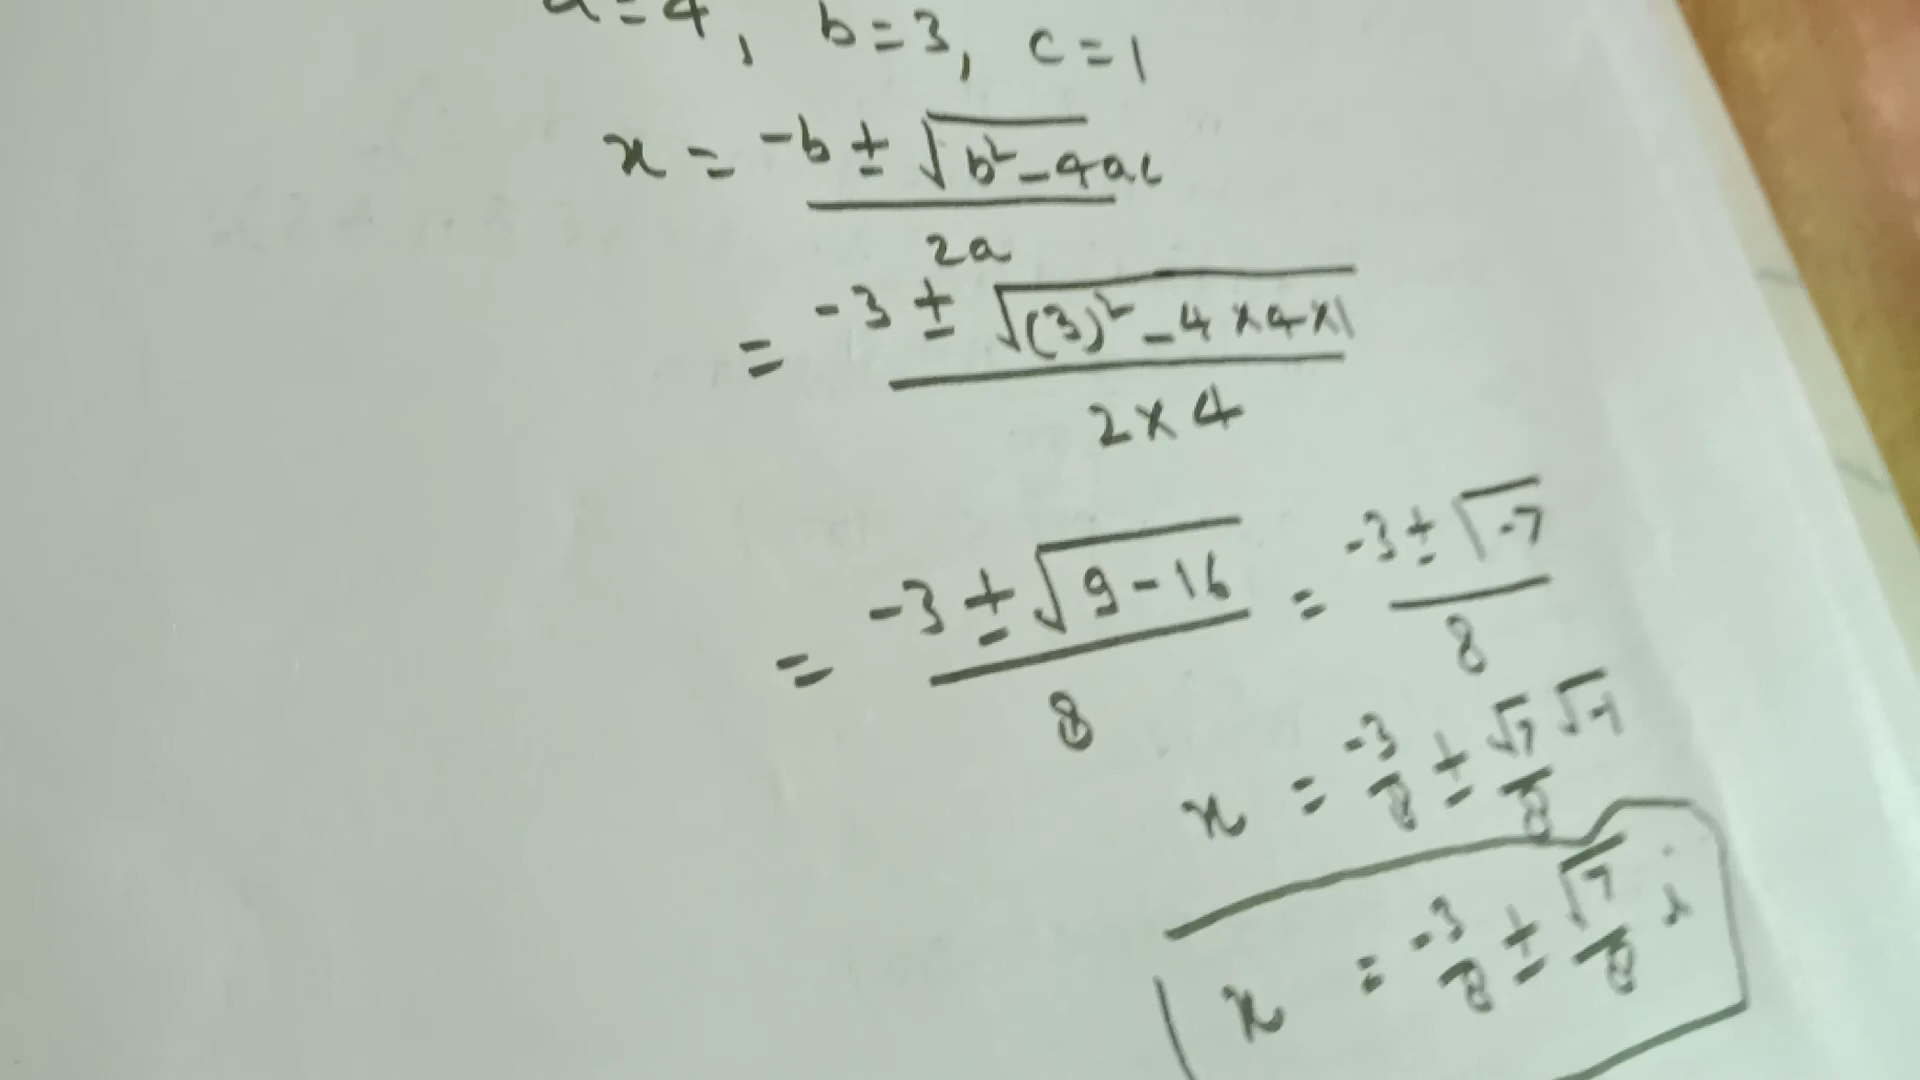 a=4, b=3, c=1
x = (-b ± √(b²-4ac)) / 2a
= (-3 ± √((3)²-4×4×1)) / (2×4)
= (-3 ± √(9-16)) / 8 = (-3 ± √-7) / 8
x = -3/8 ± √7/8 √-1
x = -3/8 ± √7/8 i